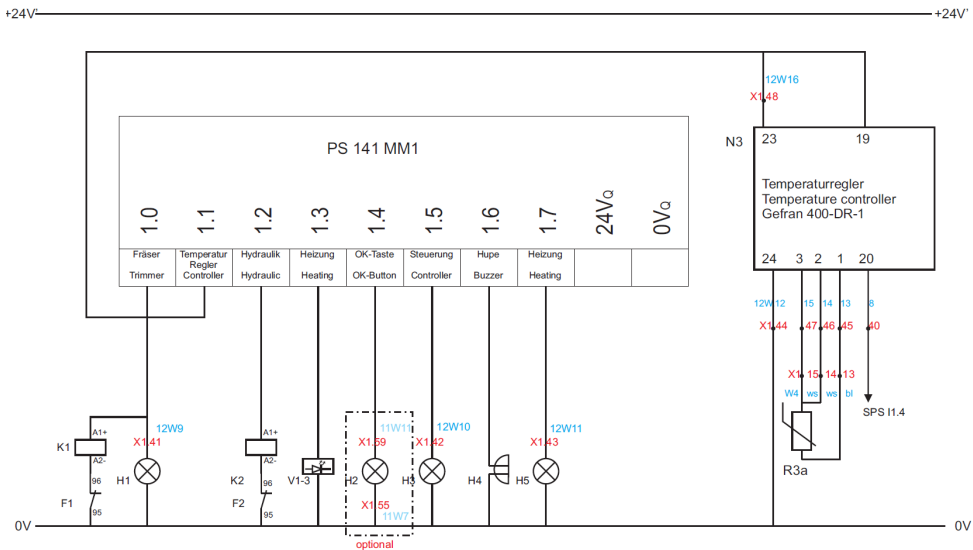 +24V'
+24V'
12W16
X1.48
N3
23
19
PS 141 MM1
Temperaturregler
Temperature controller
Gefran 400-DR-1
1.0
1.1
1.2
1.3
1.4
1.5
1.6
1.7
24VQ
0VQ
Fräser
Trimmer
Temperatur
Regler
Controller
Hydraulik
Hydraulic
Heizung
Heating
OK-Taste
OK-Button
Steuerung
Controller
Hupe
Buzzer
Heizung
Heating
24
3
2
1
20
12W12
15
14
13
8
X1.44
47
46
45
40
X1
15
14
13
W4
ws
ws
bl
SPS I1.4
R3a
A1+
K1
A2-
96
F1
95
12W9
X1.41
H1
A1+
A2-
K2
96
F2
95
V1-3
11W11
X1.59
H2
X1.55
11W7
optional
12W10
X1.42
H3
H4
12W11
X1.43
H5
0V
0V